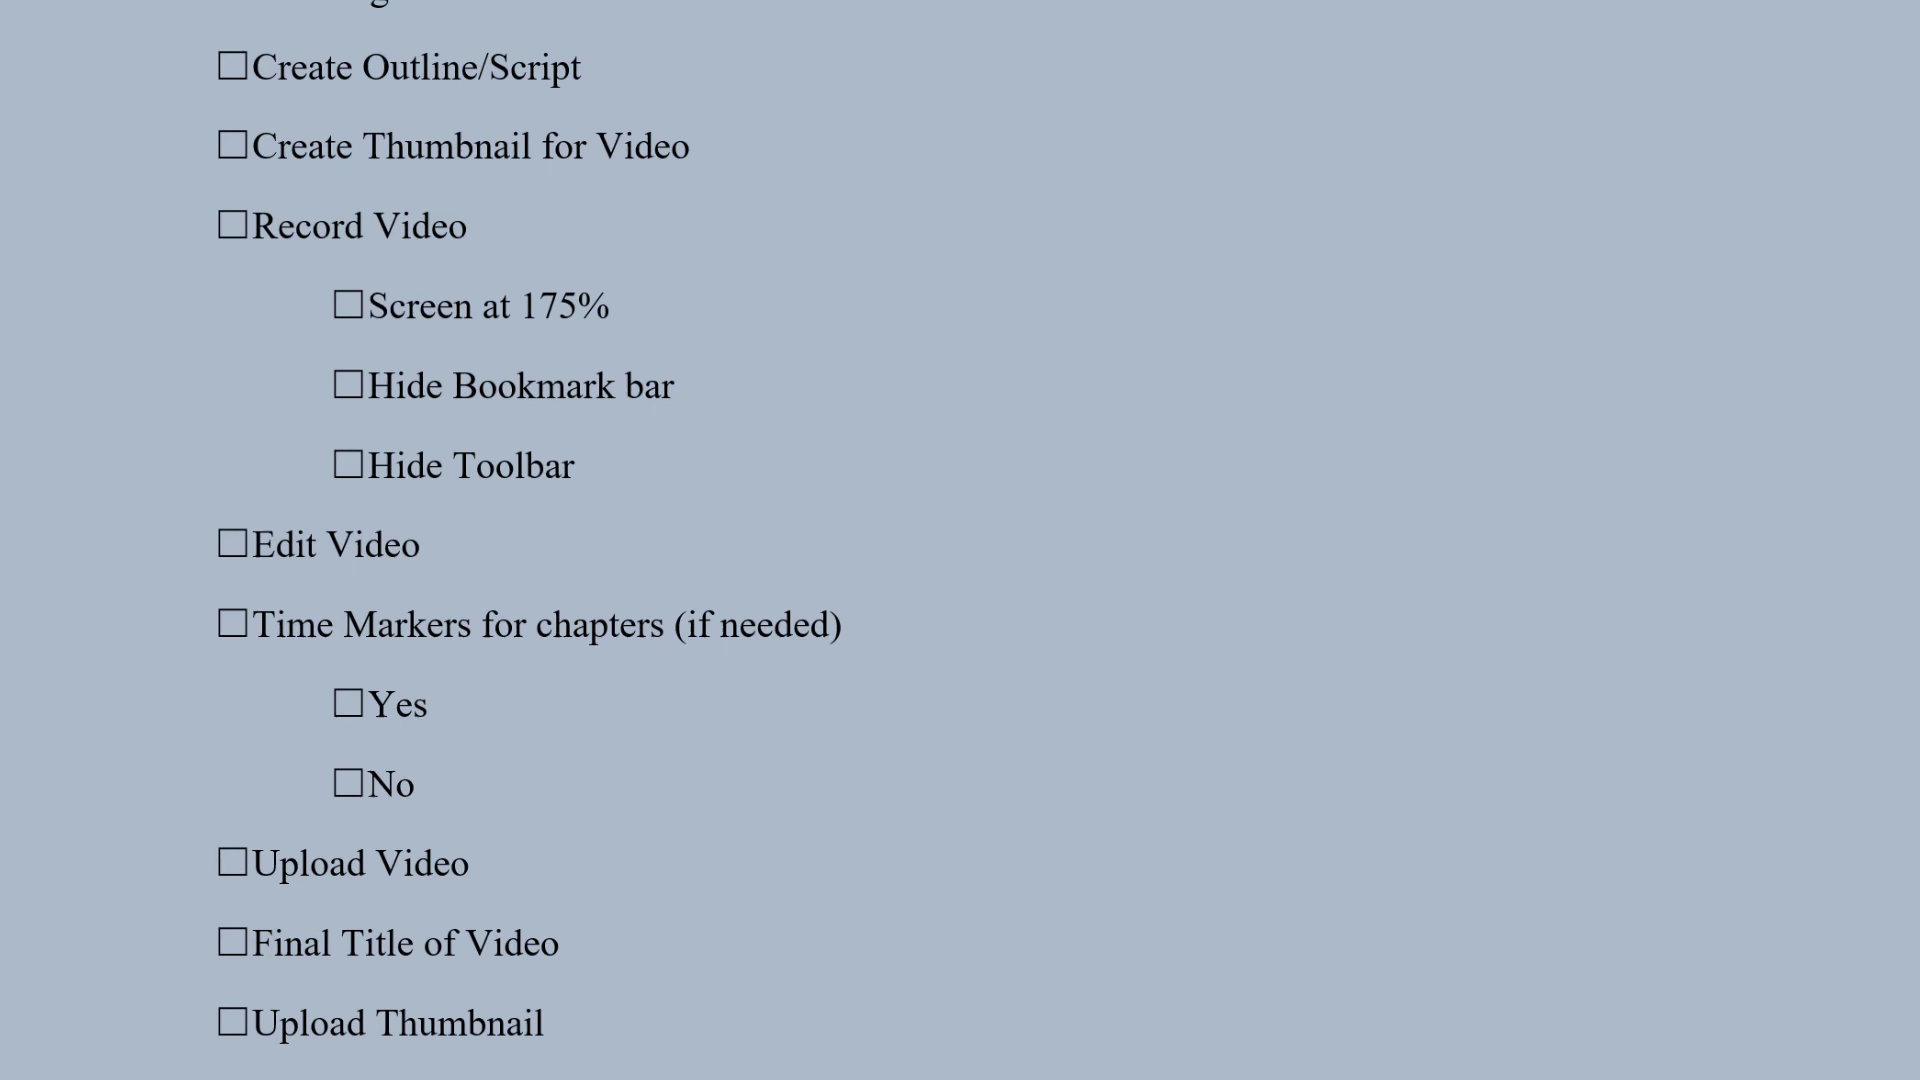 ☐Create Outline/Script
☐Create Thumbnail for Video
☐Record Video
☐Screen at 175%
☐Hide Bookmark bar
☐Hide Toolbar
☐Edit Video
☐Time Markers for chapters (if needed)
☐Yes
☐No
☐Upload Video
☐Final Title of Video
☐Upload Thumbnail